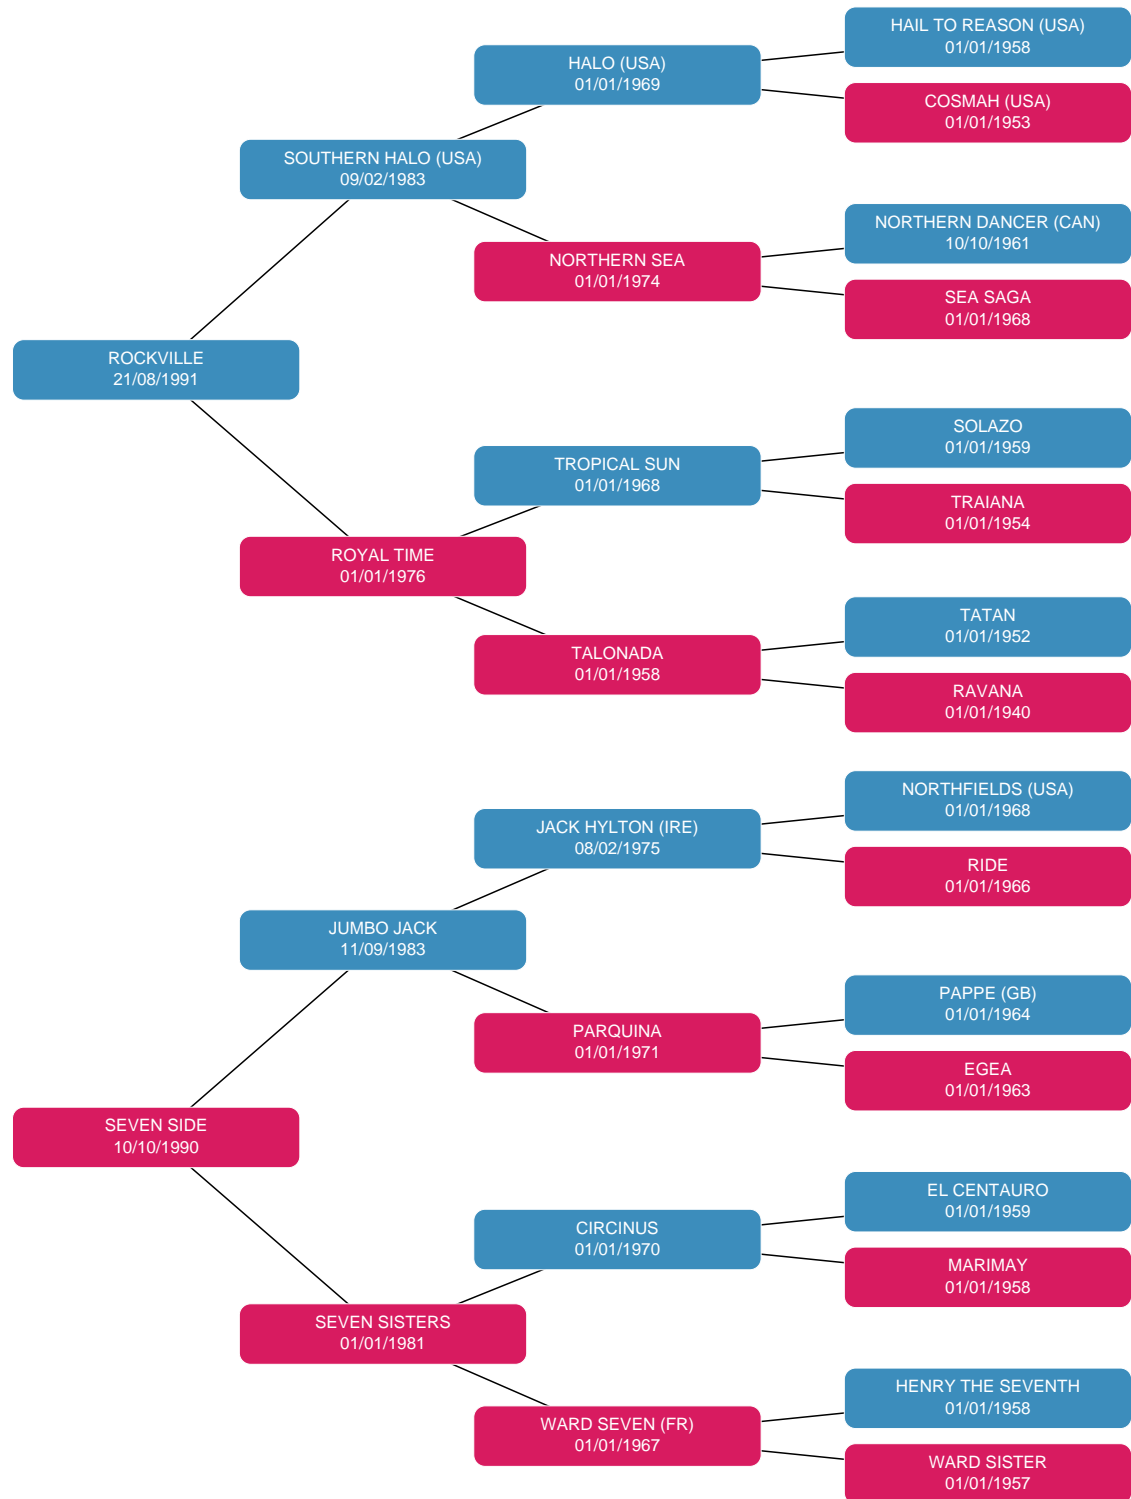 HAIL TO REASON (USA)
01/01/1958
HALO (USA)
01/01/1969
COSMAH (USA)
01/01/1953
SOUTHERN HALO (USA)
09/02/1983
NORTHERN DANCER (CAN)
10/10/1961
NORTHERN SEA
01/01/1974
SEA SAGA
01/01/1968
ROCKVILLE
21/08/1991
SOLAZO
01/01/1959
TROPICAL SUN
01/01/1968
TRAIANA
01/01/1954
ROYAL TIME
01/01/1976
TATAN
01/01/1952
TALONADA
01/01/1958
RAVANA
01/01/1940
NORTHFIELDS (USA)
01/01/1968
JACK HYLTON (IRE)
08/02/1975
RIDE
01/01/1966
JUMBO JACK
11/09/1983
PAPPE (GB)
01/01/1964
PARQUINA
01/01/1971
EGEA
01/01/1963
SEVEN SIDE
10/10/1990
EL CENTAURO
01/01/1959
CIRCINUS
01/01/1970
MARIMAY
01/01/1958
SEVEN SISTERS
01/01/1981
HENRY THE SEVENTH
01/01/1958
WARD SEVEN (FR)
01/01/1967
WARD SISTER
01/01/1957